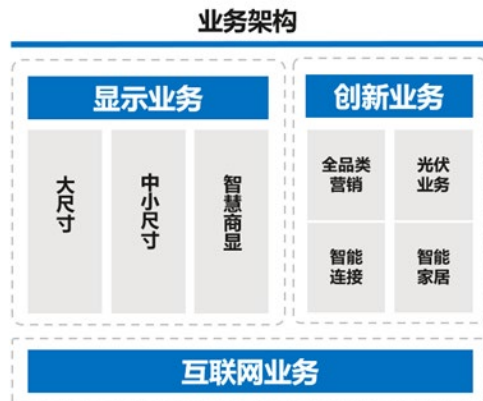 业务架构
显示业务
大尺寸
中小尺寸
智慧商显
创新业务
全品类
营销
光伏
业务
智能
连接
智能
家居
互联网业务